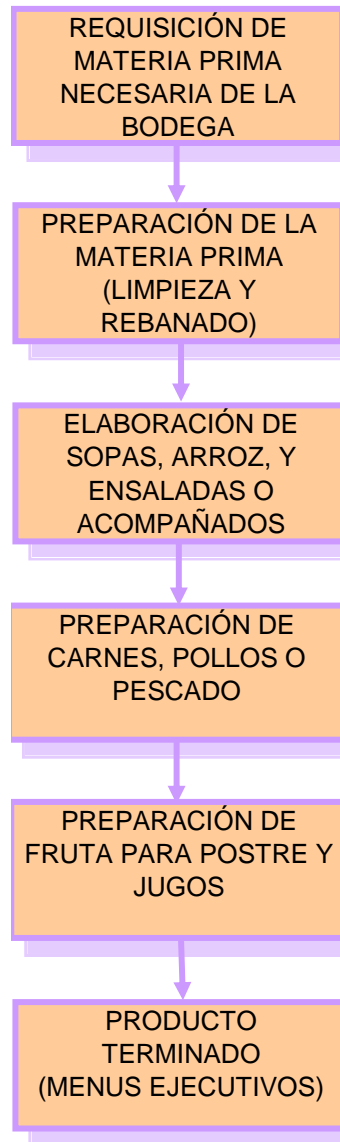 REQUISICIÓN DE
MATERIA PRIMA
NECESARIA DE LA
BODEGA
PREPARACIÓN DE LA
MATERIA PRIMA
(LIMPIEZA Y
REBANADO)
ELABORACIÓN DE
SOPAS, ARROZ, Y
ENSALADAS O
ACOMPAÑADOS
PREPARACIÓN DE
CARNES, POLLOS O
PESCADO
PREPARACIÓN DE
FRUTA PARA POSTRE Y
JUGOS
PRODUCTO
TERMINADO
(MENUS EJECUTIVOS)